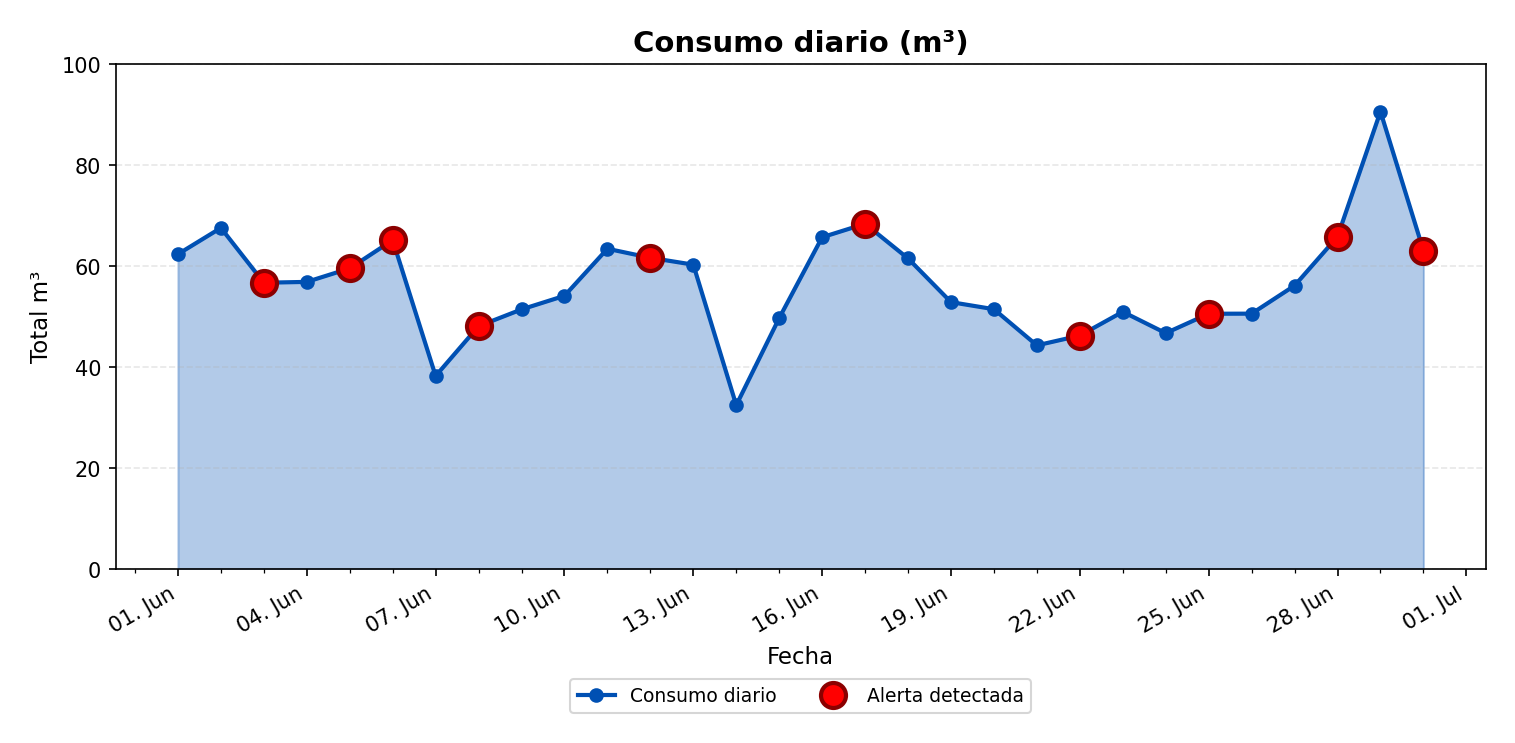 Consumo diario (m³)
100
80
60
40
20
0
Total m³
01. Jun
04. Jun
07. Jun
10. Jun
13. Jun
16. Jun
19. Jun
22. Jun
25. Jun
28. Jun
01. Jul
Fecha
Consumo diario
Alerta detectada